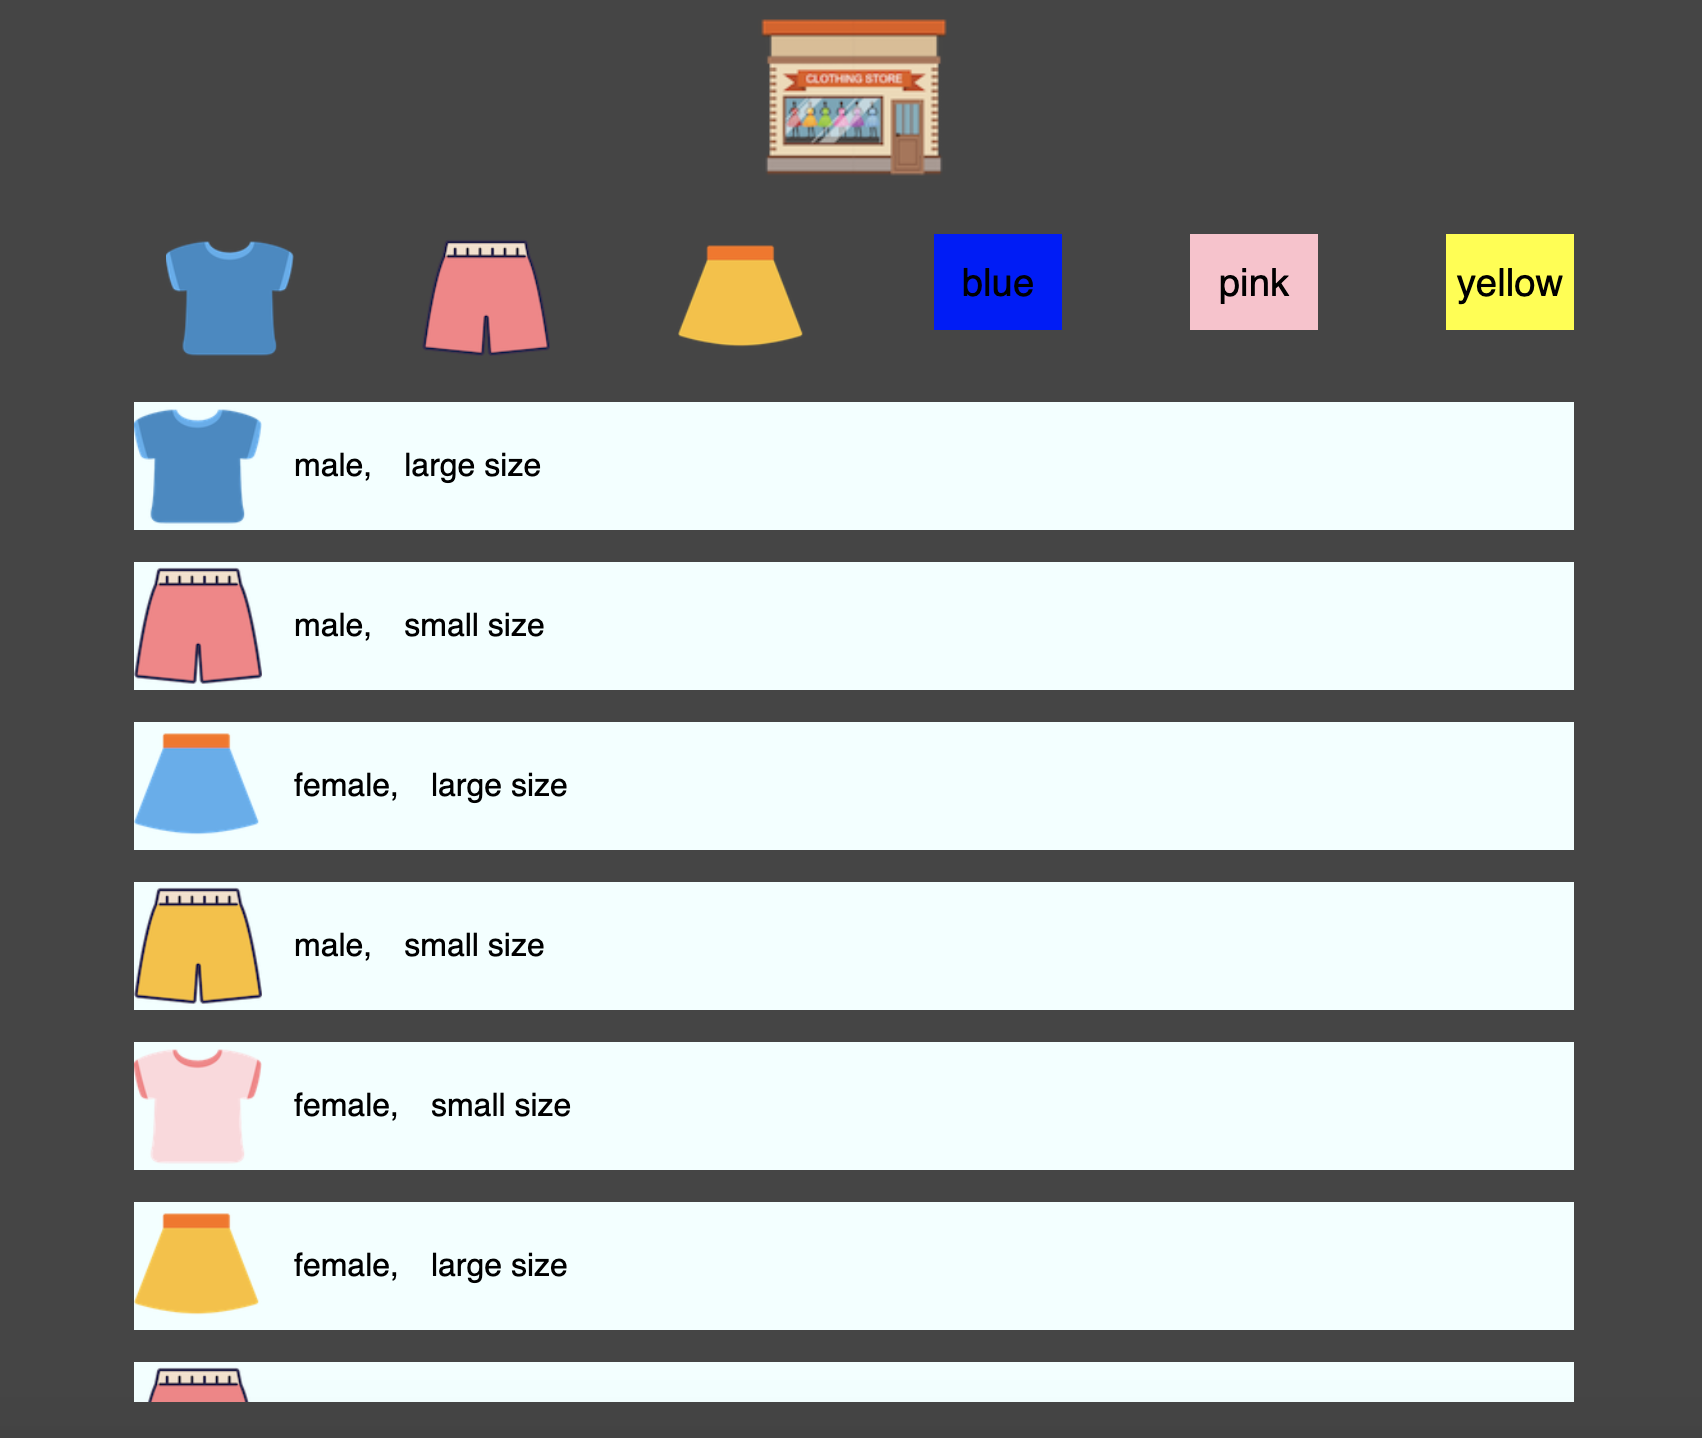 CLOTHING STORE
blue
pink
yellow
male, large size
male, small size
female, large size
male, small size
female, small size
female, large size